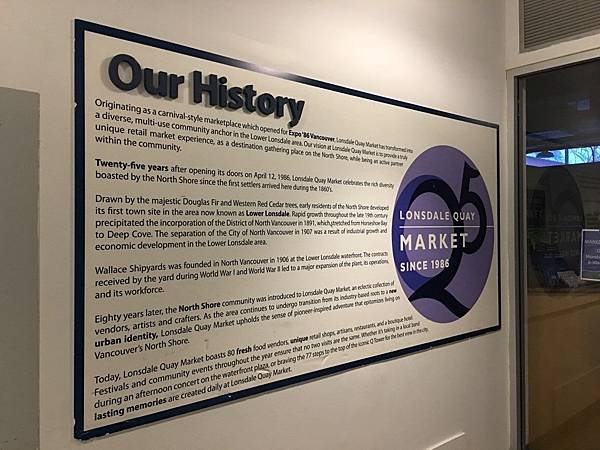 Our History
Originating as a carnival-style marketplace which opened for Expo '86 Vancouver, Lonsdale Quay Market has transformed into
a diverse, multi-use community anchor in the Lower Lonsdale area. Our vision at Lonsdale Quay Market is to provide a truly
unique retail market experience, as a destination gathering place on the North Shore, while being an active partner
within the community.
Twenty-five years after opening its doors on April 12, 1986, Lonsdale Quay Market celebrates the rich diversity
boasted by the North Shore since the first settlers arrived here during the 1860's.
Drawn by the majestic Douglas Fir and Western Red Cedar trees, early residents of the North Shore developed
its first town site in the area now known as Lower Lonsdale. Rapid growth throughout the late 19th century
precipitated the incorporation of the District of North Vancouver in 1891, which stretched from Horseshoe Bay
to Deep Cove. The separation of the City of North Vancouver in 1907 was a result of industrial growth and
economic development in the Lower Lonsdale area.
Wallace Shipyards was founded in North Vancouver in 1906 at the Lower Lonsdale waterfront. The contracts
received by the yard during World War I and World War II led to a major expansion of the plant, its operations,
and its workforce.
Eighty years later, the North Shore community was introduced to Lonsdale Quay Market, an eclectic collection of
vendors, artists and crafters. As the area continues to undergo transition from its industry-based roots to a new
urban identity, Lonsdale Quay Market upholds the sense of pioneer-inspired adventure that epitomizes living on
Vancouver's North Shore.
Today, Lonsdale Quay Market boasts 80 fresh food vendors, unique retail shops, artisans, restaurants, and a boutique hotel.
Festivals and community events throughout the year ensure that no two visits are the same. Whether it's taking in a local band
during an afternoon concert on the waterfront plaza, or braving the 77 steps to the top of the iconic Q Tower for the best view in the city,
lasting memories are created daily at Lonsdale Quay Market.
25
LONSDALE QUAY
MARKET
SINCE 1986